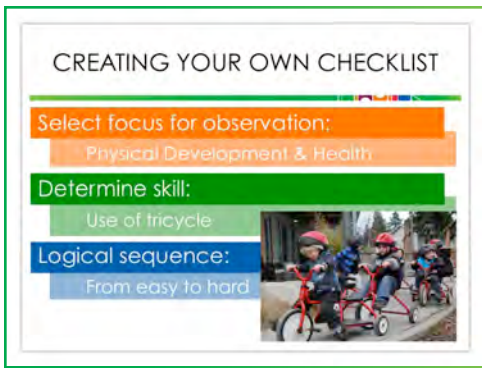 CREATING YOUR OWN CHECKLIST
Select focus for observation:
Physical Development & Health
Determine skill:
Use of tricycle
Logical sequence:
From easy to hard